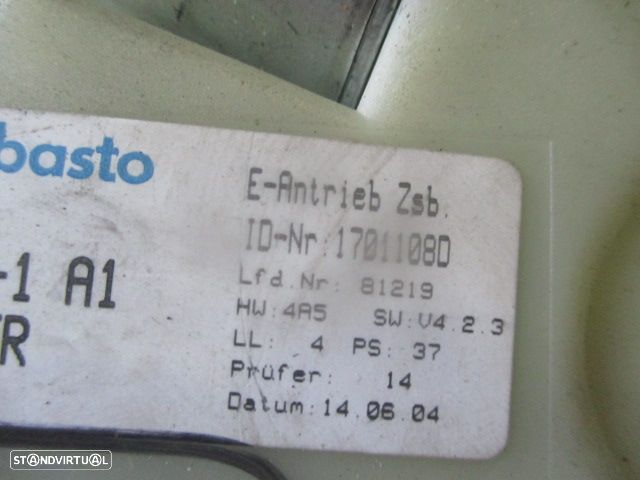 basto
-1 A1
R
E-Antrieb Zsb.
ID-Nr:1701108D
Lfd.Nr: 81219
HW:4A5 SW:V4.2.3
LL: 4 PS: 37
Prüfer: 14
Datum:14.06.04
STANDVIRTUAL